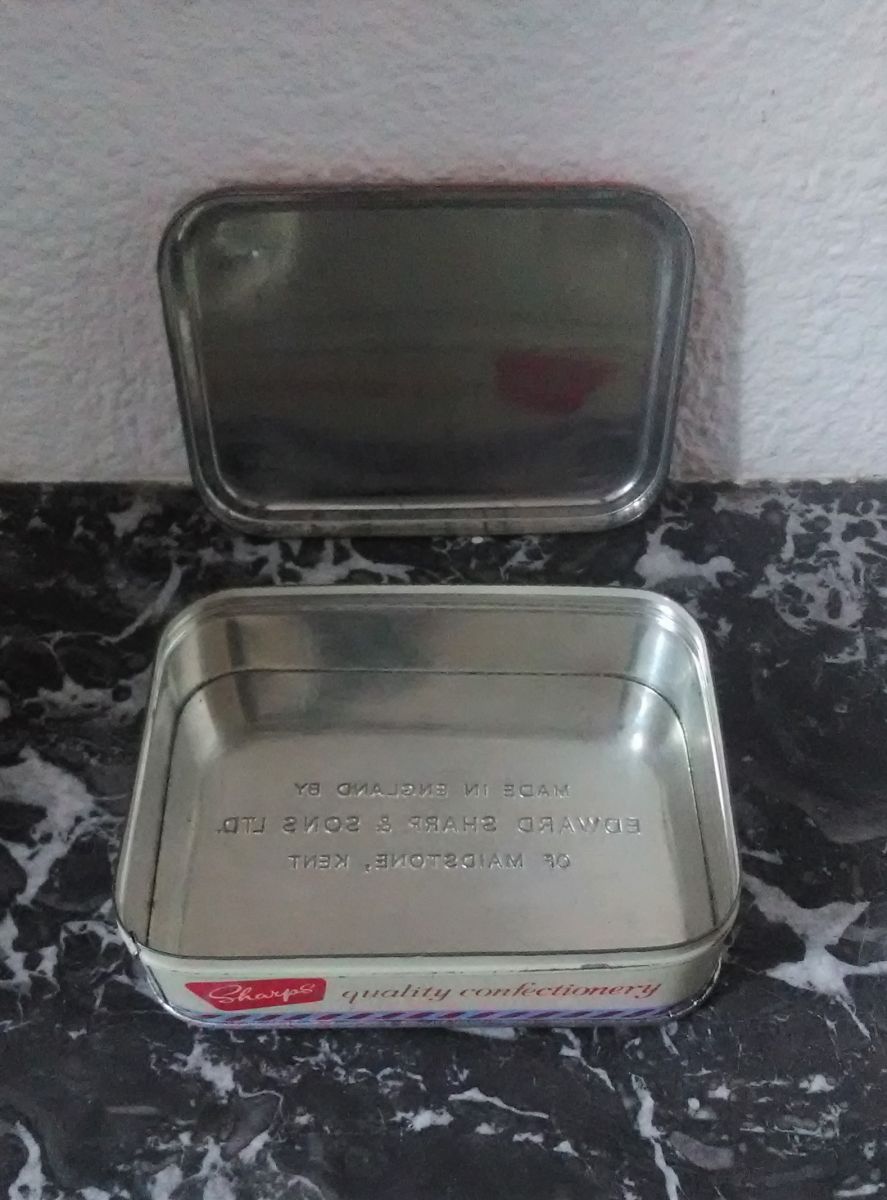 MADE IN ENGLAND BY
EDWARD SHARP & SONS LTD.
OF MAIDSTONE, KENT
Sharps quality confectionery